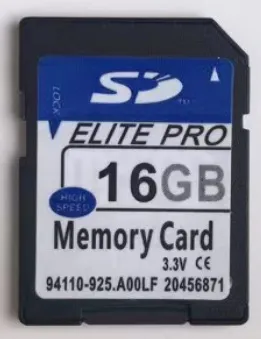 LOCK
SD
ELITE PRO
16GB
HIGH SPEED
Memory Card
3.3V CE
94110-925.A00LF 20456871